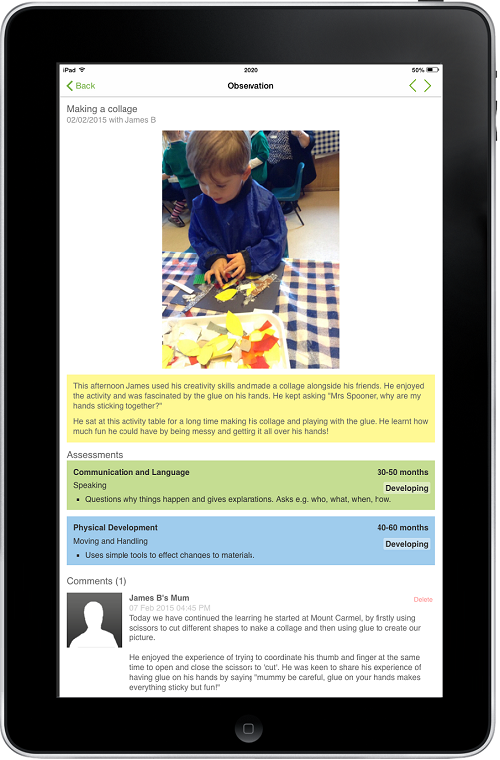 iPad 2020 50%
Back Observation
Making a collage
02/02/2015 with James B
This afternoon James used his creativity skills andmade a collage alongside his friends. He enjoyed
the activity and was fascinated by the glue on his hands. He kept asking "Mrs Spooner, why are my
hands sticking together?"
He sat at this activity table for a long time making his collage and playing with the glue. He learnt how
much fun he could have by being messy and getting it all over his hands!
Assessments
Communication and Language 30-50 months
Speaking Developing
Questions why things happen and gives explanations. Asks e.g. who, what, when, how.
Physical Development 40-60 months
Moving and Handling Developing
Uses simple tools to effect changes to materials.
Comments (1)
James B's Mum Delete
07 Feb 2015 04:45 PM
Today we have continued the learning he started at Mount Carmel, by firstly using
scissors to cut different shapes to make a collage and then using glue to create our
picture.
He enjoyed the experience of trying to coordinate his thumb and finger at the same
time to open and close the scissors to 'cut'. He was keen to share his experience of
having glue on his hands by saying "mummy be careful, glue on your hands makes
everything sticky but fun!"